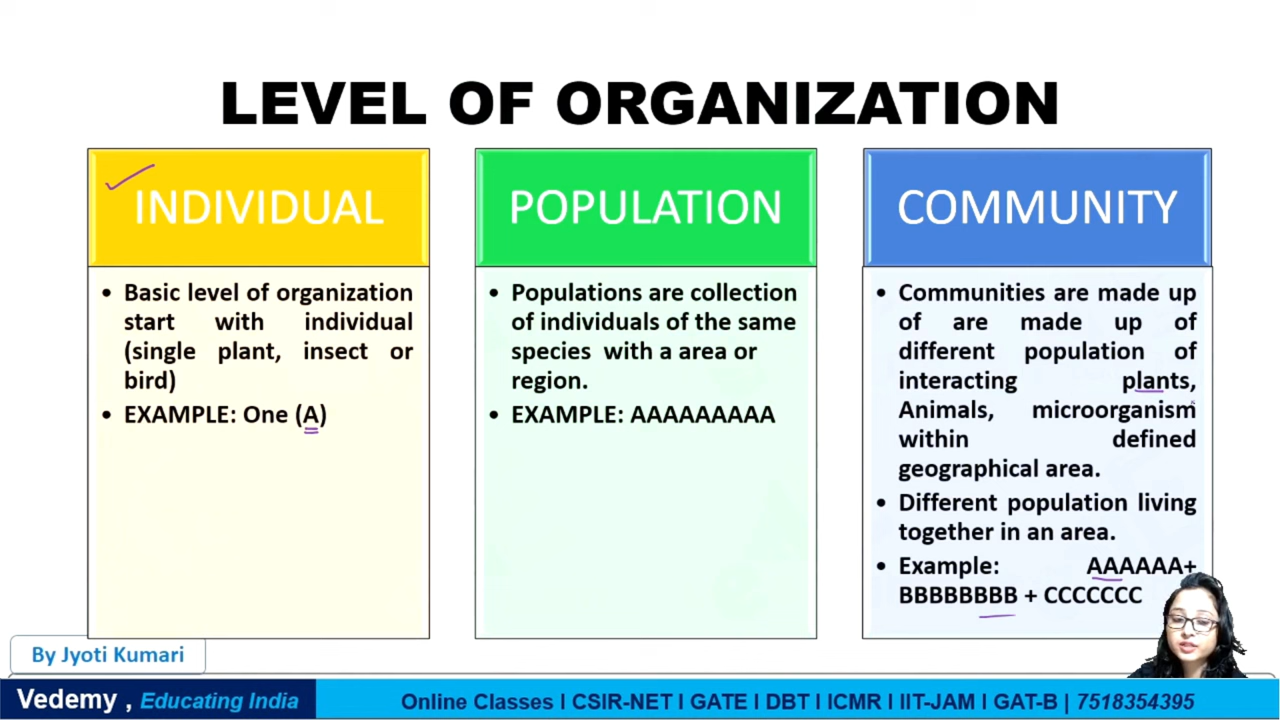 LEVEL OF ORGANIZATION
INDIVIDUAL
• Basic level of organization
start with individual
(single plant, insect or
bird)
• EXAMPLE: One (A)
POPULATION
• Populations are collection
of individuals of the same
species with a area or
region.
• EXAMPLE: AAAAAAAAA
COMMUNITY
• Communities are made up
of are made up of
different population of
interacting plants,
Animals, microorganism
within defined
geographical area.
• Different population living
together in an area.
• Example: AAAAAA+
BBBBBBBB + CCCCCCC
By Jyoti Kumari
Vedemy , Educating India
Online Classes I CSIR-NET I GATE I DBT I ICMR I IIT-JAM I GAT-B | 7518354395